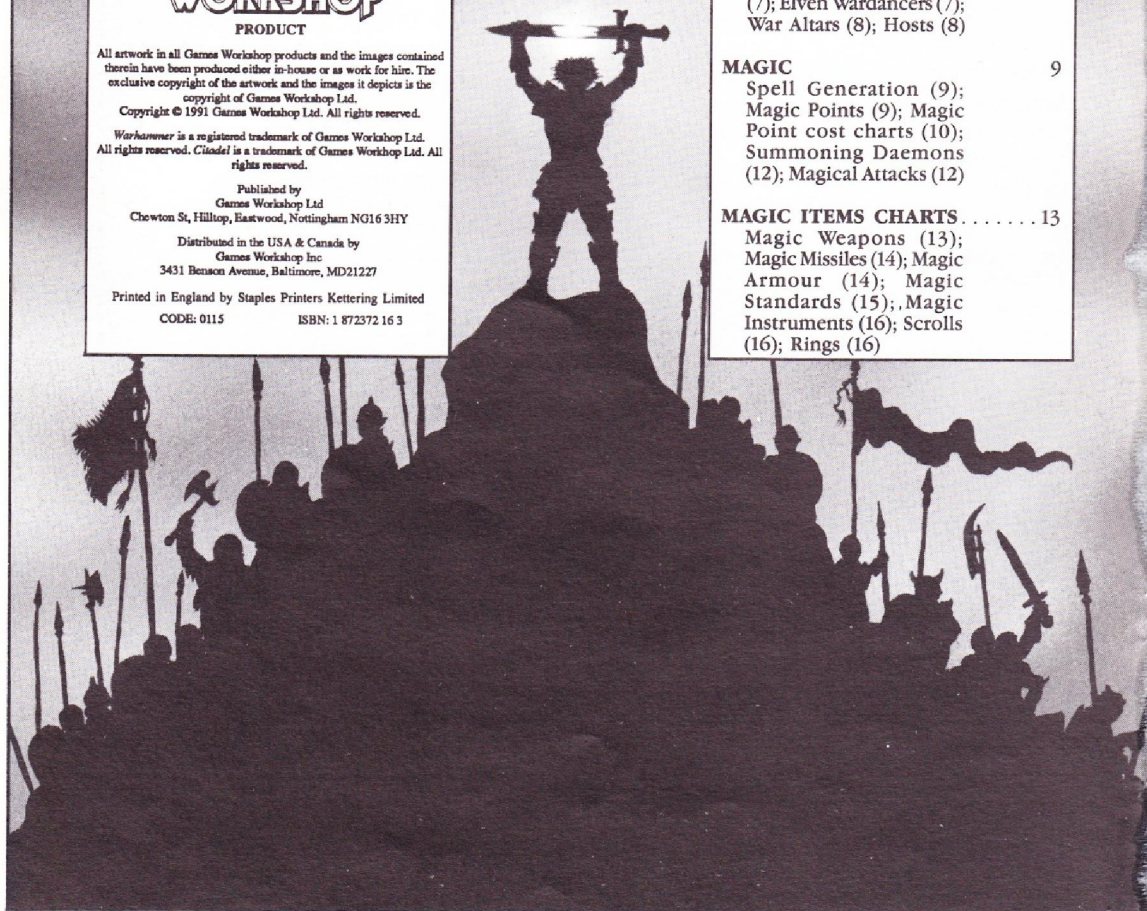 WORKSHOP
PRODUCT
All artwork in all Games Workshop products and the images contained
therein have been produced either in-house or as work for hire. The
exclusive copyright of the artwork and the images it depicts is the
copyright of Games Workshop Ltd.
Copyright © 1991 Games Workshop Ltd. All rights reserved.
Warhammer is a registered trademark of Games Workshop Ltd.
All rights reserved. Citadel is a trademark of Games Workhop Ltd. All
rights reserved.
Published by
Games Workshop Ltd
Chewton St, Hilltop, Eastwood, Nottingham NG16 3HY
Distributed in the USA & Canada by
Games Workshop Inc
3431 Benson Avenue, Baltimore, MD21227
Printed in England by Staples Printers Kettering Limited
CODE: 0115 ISBN: 1 872372 16 3
(7); Elven Wardancers (7);
War Altars (8); Hosts (8)
MAGIC 9
Spell Generation (9);
Magic Points (9); Magic
Point cost charts (10);
Summoning Daemons
(12); Magical Attacks (12)
MAGIC ITEMS CHARTS.......13
Magic Weapons (13);
Magic Missiles (14); Magic
Armour (14); Magic
Standards (15);.Magic
Instruments (16); Scrolls
(16); Rings (16)